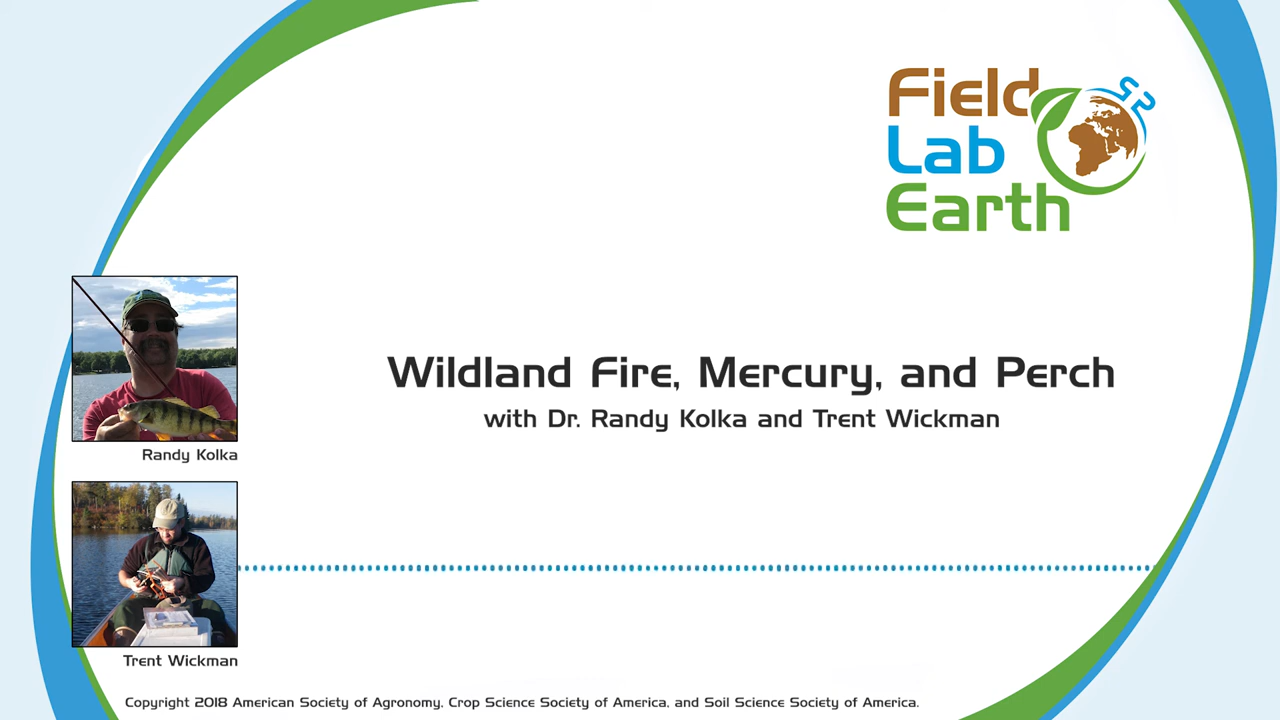 Field
Lab
Earth
Wildland Fire, Mercury, and Perch
with Dr. Randy Kolka and Trent Wickman
Randy Kolka
Trent Wickman
Copyright 2018 American Society of Agronomy, Crop Science Society of America, and Soil Science Society of America.